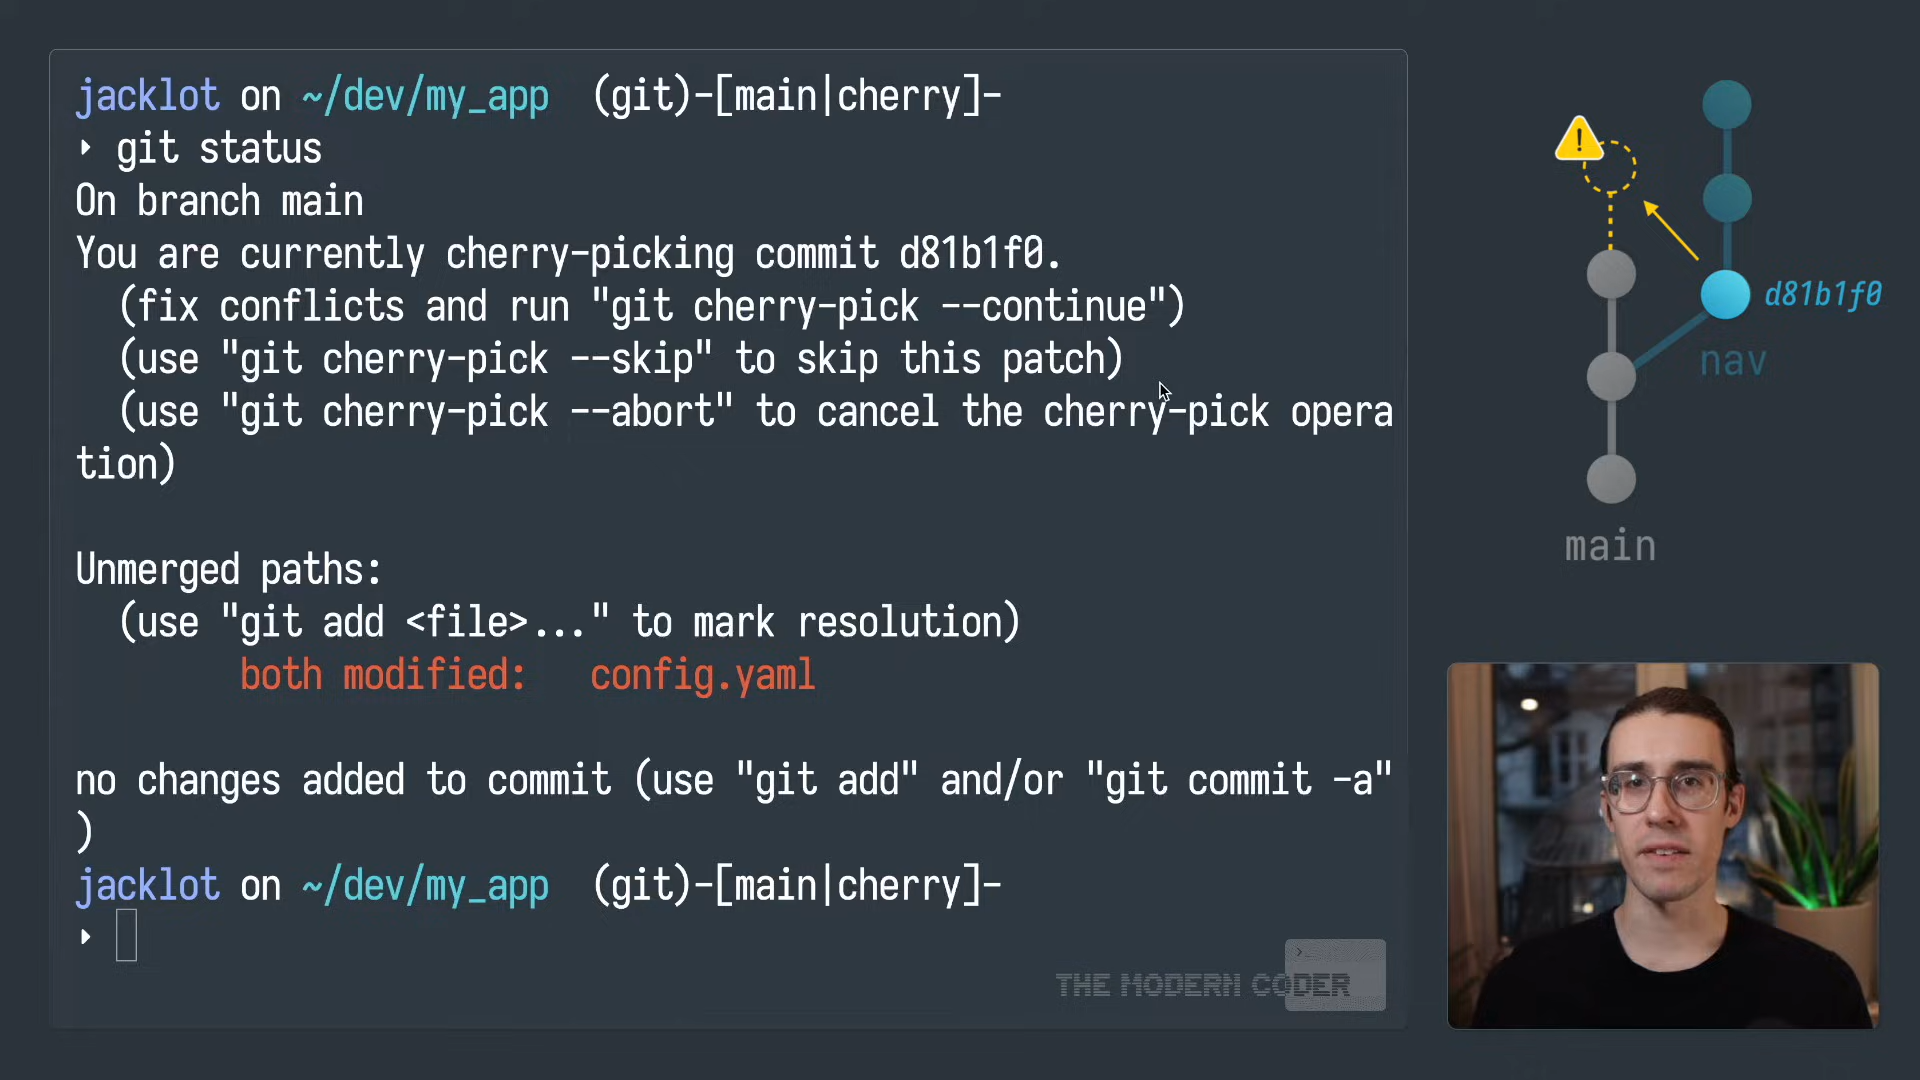 jacklot on ~/dev/my_app  (git)-[main|cherry]-
‣ git status
On branch main
You are currently cherry-picking commit d81b1f0.
  (fix conflicts and run "git cherry-pick --continue")
  (use "git cherry-pick --skip" to skip this patch)
  (use "git cherry-pick --abort" to cancel the cherry-pick opera
tion)

Unmerged paths:
  (use "git add <file>..." to mark resolution)
        both modified:   config.yaml

no changes added to commit (use "git add" and/or "git commit -a"
)
jacklot on ~/dev/my_app  (git)-[main|cherry]-
‣
THE MODERN CODER
d81b1f0
nav
main